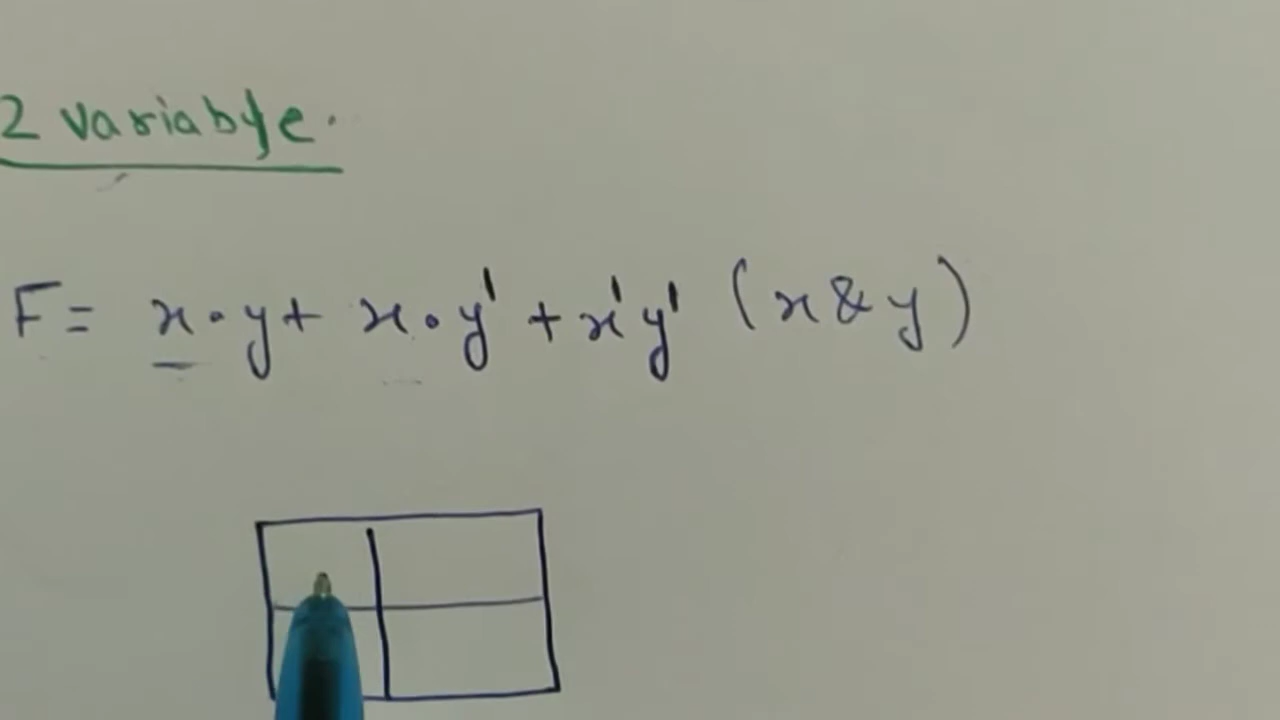 2 variable.
F = x·y + x·y' + x'y' (x & y)